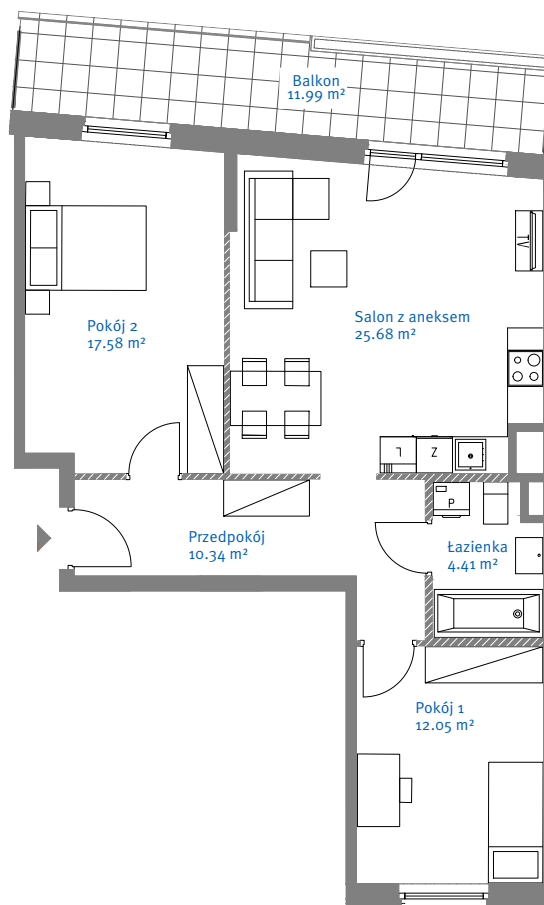 Balkon
11.99 m²
TV
Pokój 2
17.58 m²
Salon z aneksem
25.68 m²
L
Z
P
Przedpokój
10.34 m²
Łazienka
4.41 m²
Pokój 1
12.05 m²